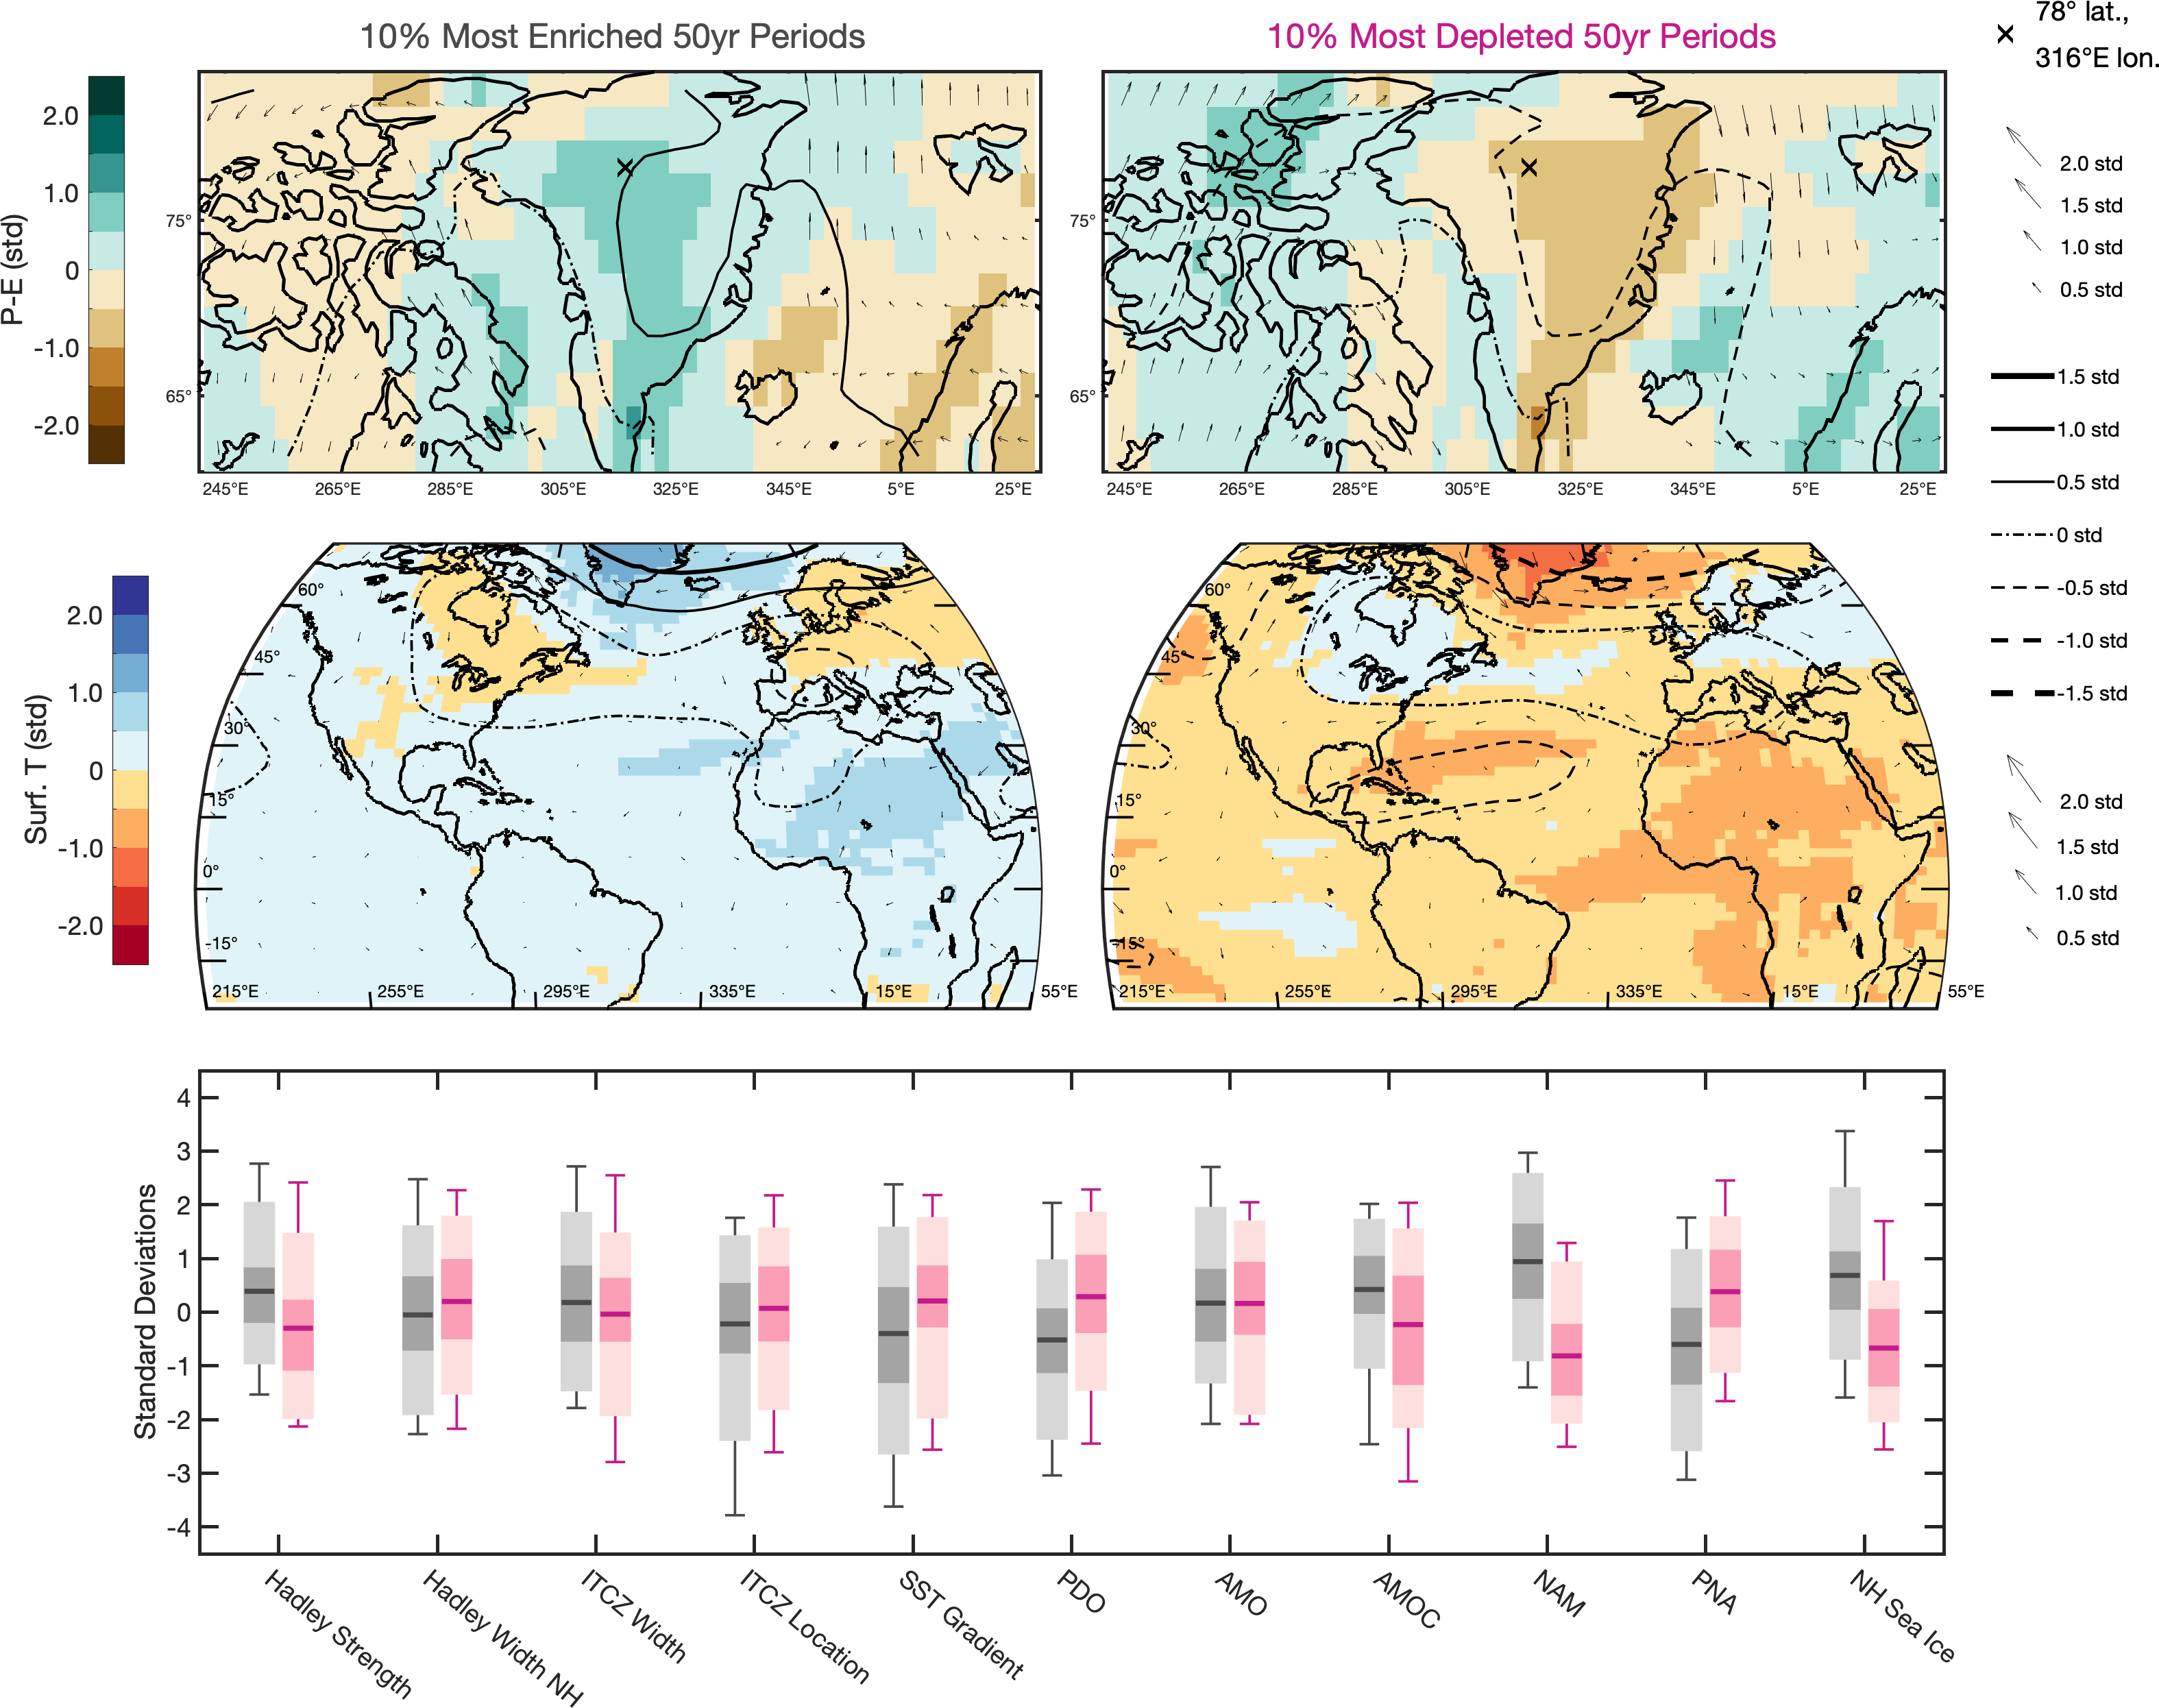 10% Most Enriched 50yr Periods
10% Most Depleted 50yr Periods
78° lat.,
316°E lon.
P-E (std)
2.0
1.0
0
-1.0
-2.0
75°
65°
245°E 265°E 285°E 305°E 325°E 345°E 5°E 25°E
75°
65°
245°E 265°E 285°E 305°E 325°E 345°E 5°E 25°E
2.0 std
1.5 std
1.0 std
0.5 std
1.5 std
1.0 std
0.5 std
0 std
-0.5 std
-1.0 std
-1.5 std
Surf. T (std)
2.0
1.0
0
-1.0
-2.0
60°
45°
30°
15°
0°
-15°
215°E 255°E 295°E 335°E 15°E 55°E
60°
45°
30°
15°
0°
-15°
215°E 255°E 295°E 335°E 15°E 55°E
2.0 std
1.5 std
1.0 std
0.5 std
Standard Deviations
4
3
2
1
0
-1
-2
-3
-4
Hadley Strength
Hadley Width NH
ITCZ Width
ITCZ Location
SST Gradient
PDO
AMO
AMOC
NAM
PNA
NH Sea Ice